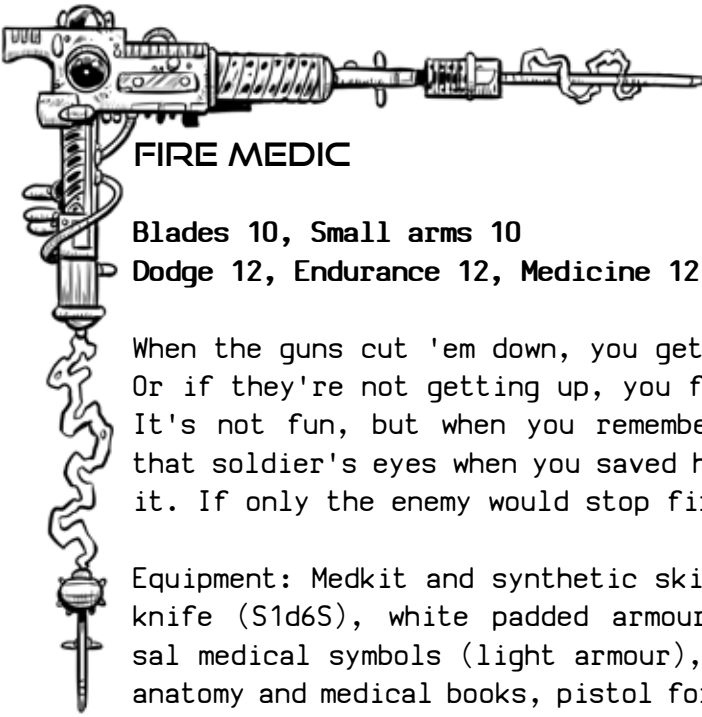 FIRE MEDIC
Blades 10, Small arms 10
Dodge 12, Endurance 12, Medicine 12
When the guns cut 'em down, you get
Or if they're not getting up, you f
It's not fun, but when you remembe
that soldier's eyes when you saved h
it. If only the enemy would stop fi
Equipment: Medkit and synthetic ski
knife (S1d6S), white padded armour
sal medical symbols (light armour),
anatomy and medical books, pistol fo